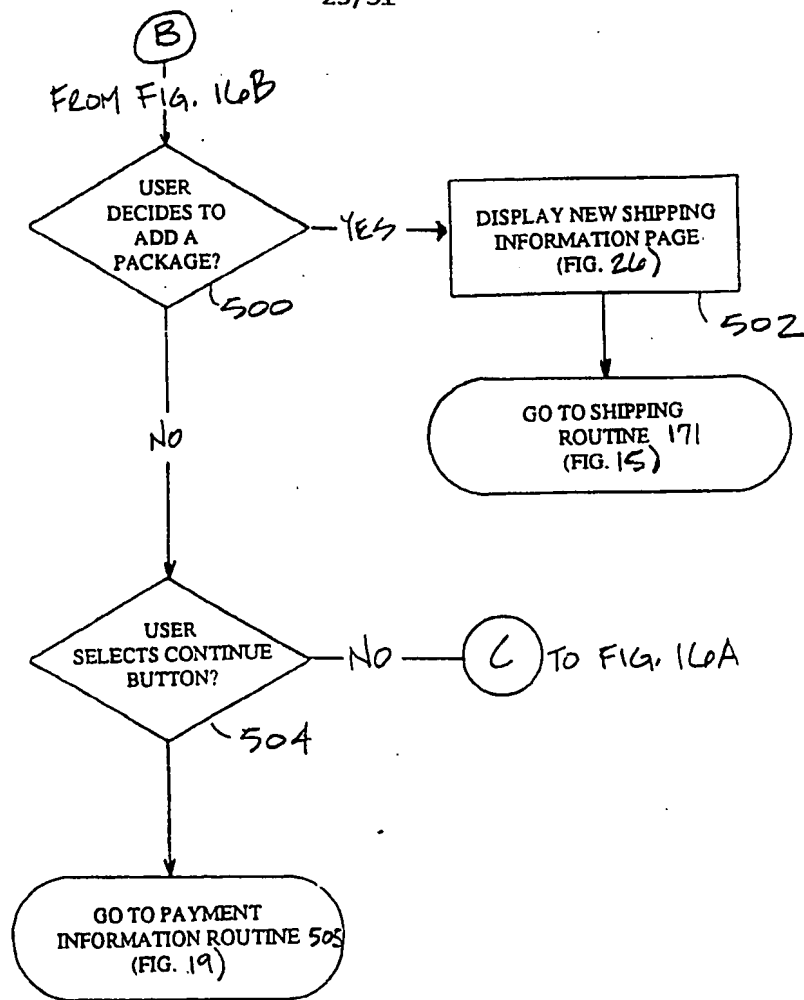 B
FROM FIG. 16B
USER
DECIDES TO
ADD A
PACKAGE?
500
YES
DISPLAY NEW SHIPPING
INFORMATION PAGE
(FIG. 26)
502
GO TO SHIPPING
ROUTINE 171
(FIG. 15)
NO
USER
SELECTS CONTINUE
BUTTON?
504
NO
C
TO FIG. 16A
GO TO PAYMENT
INFORMATION ROUTINE 505
(FIG. 19)